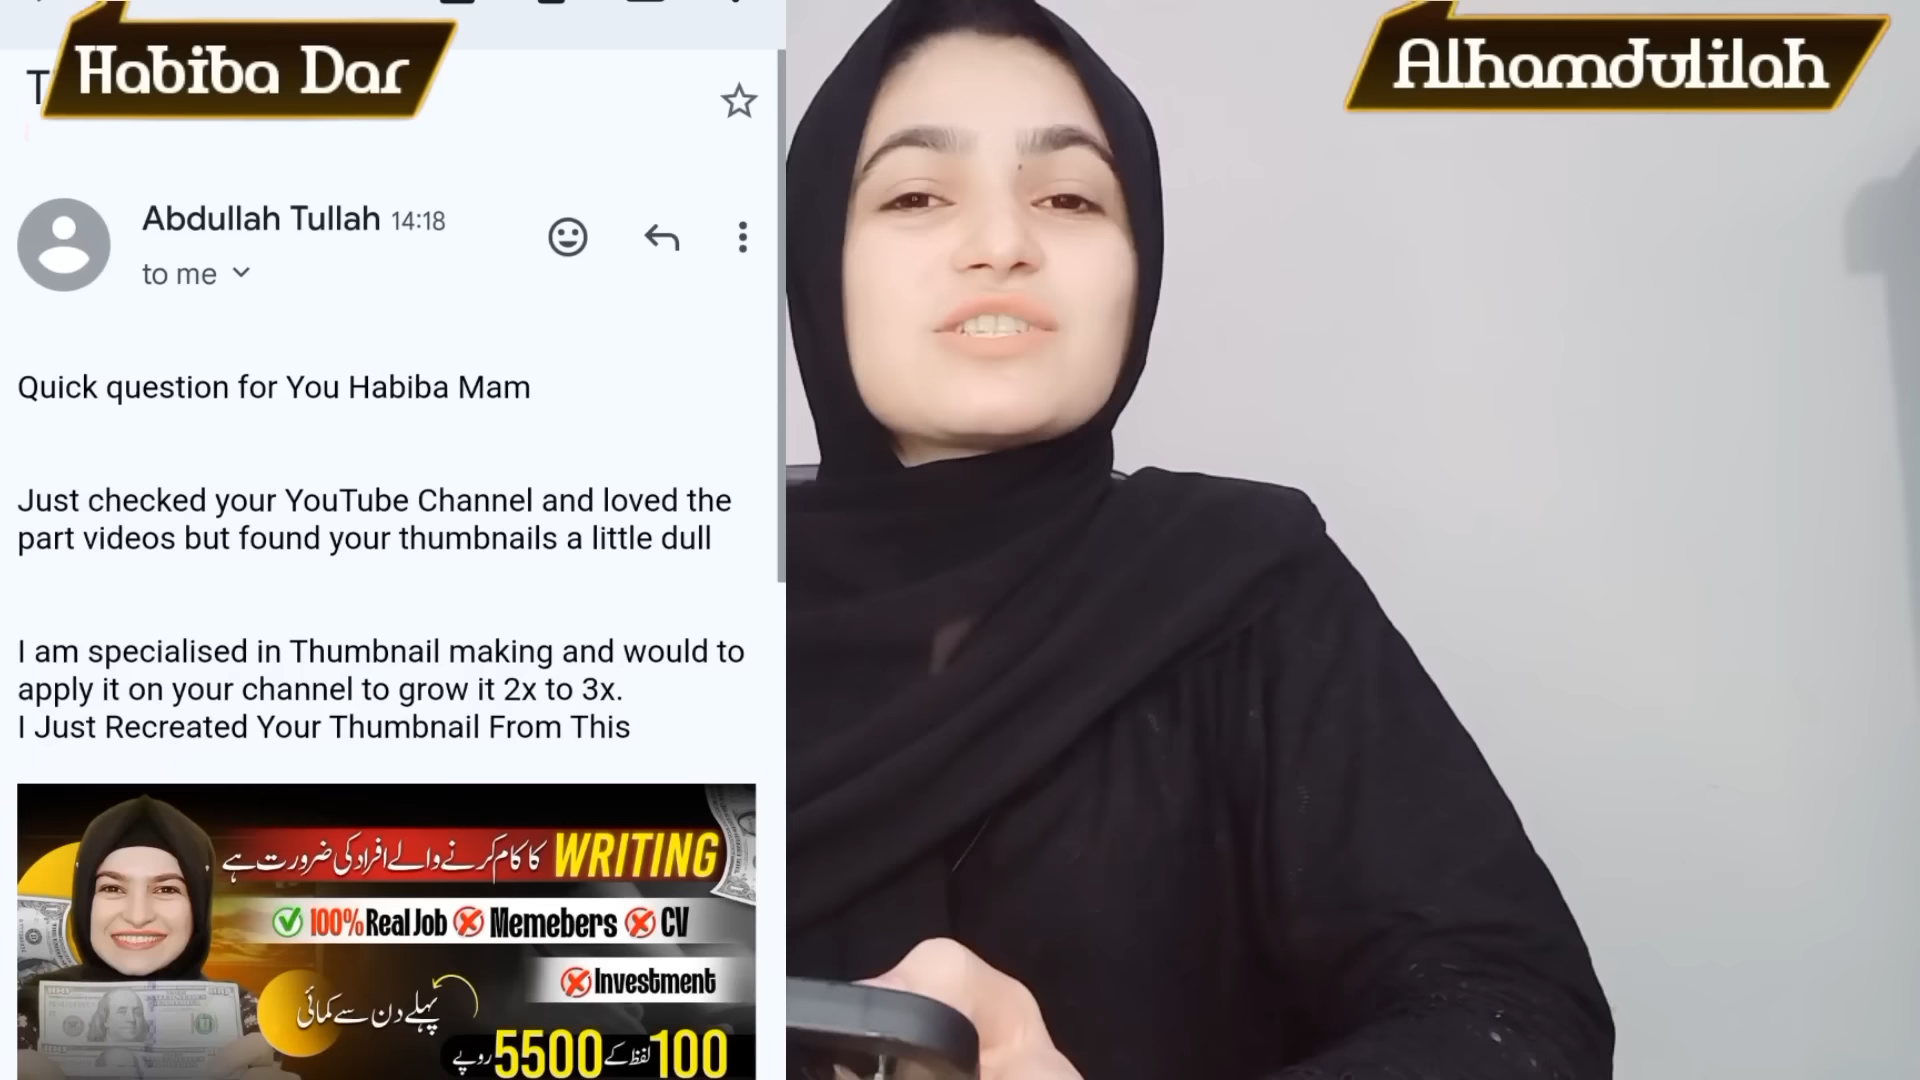 Habiba Dar
Alhamdulilah
T
Abdullah Tullah 14:18
to me
Quick question for You Habiba Mam
Just checked your YouTube Channel and loved the
part videos but found your thumbnails a little dull
I am specialised in Thumbnail making and would to
apply it on your channel to grow it 2x to 3x.
I Just Recreated Your Thumbnail From This
WRITING کا کام کرنے والے افراد کی ضرورت ہے
100% Real Job Memebers CV
Investment
پہلے دن سے کمائی
100 لفظ کے 5500 روپے